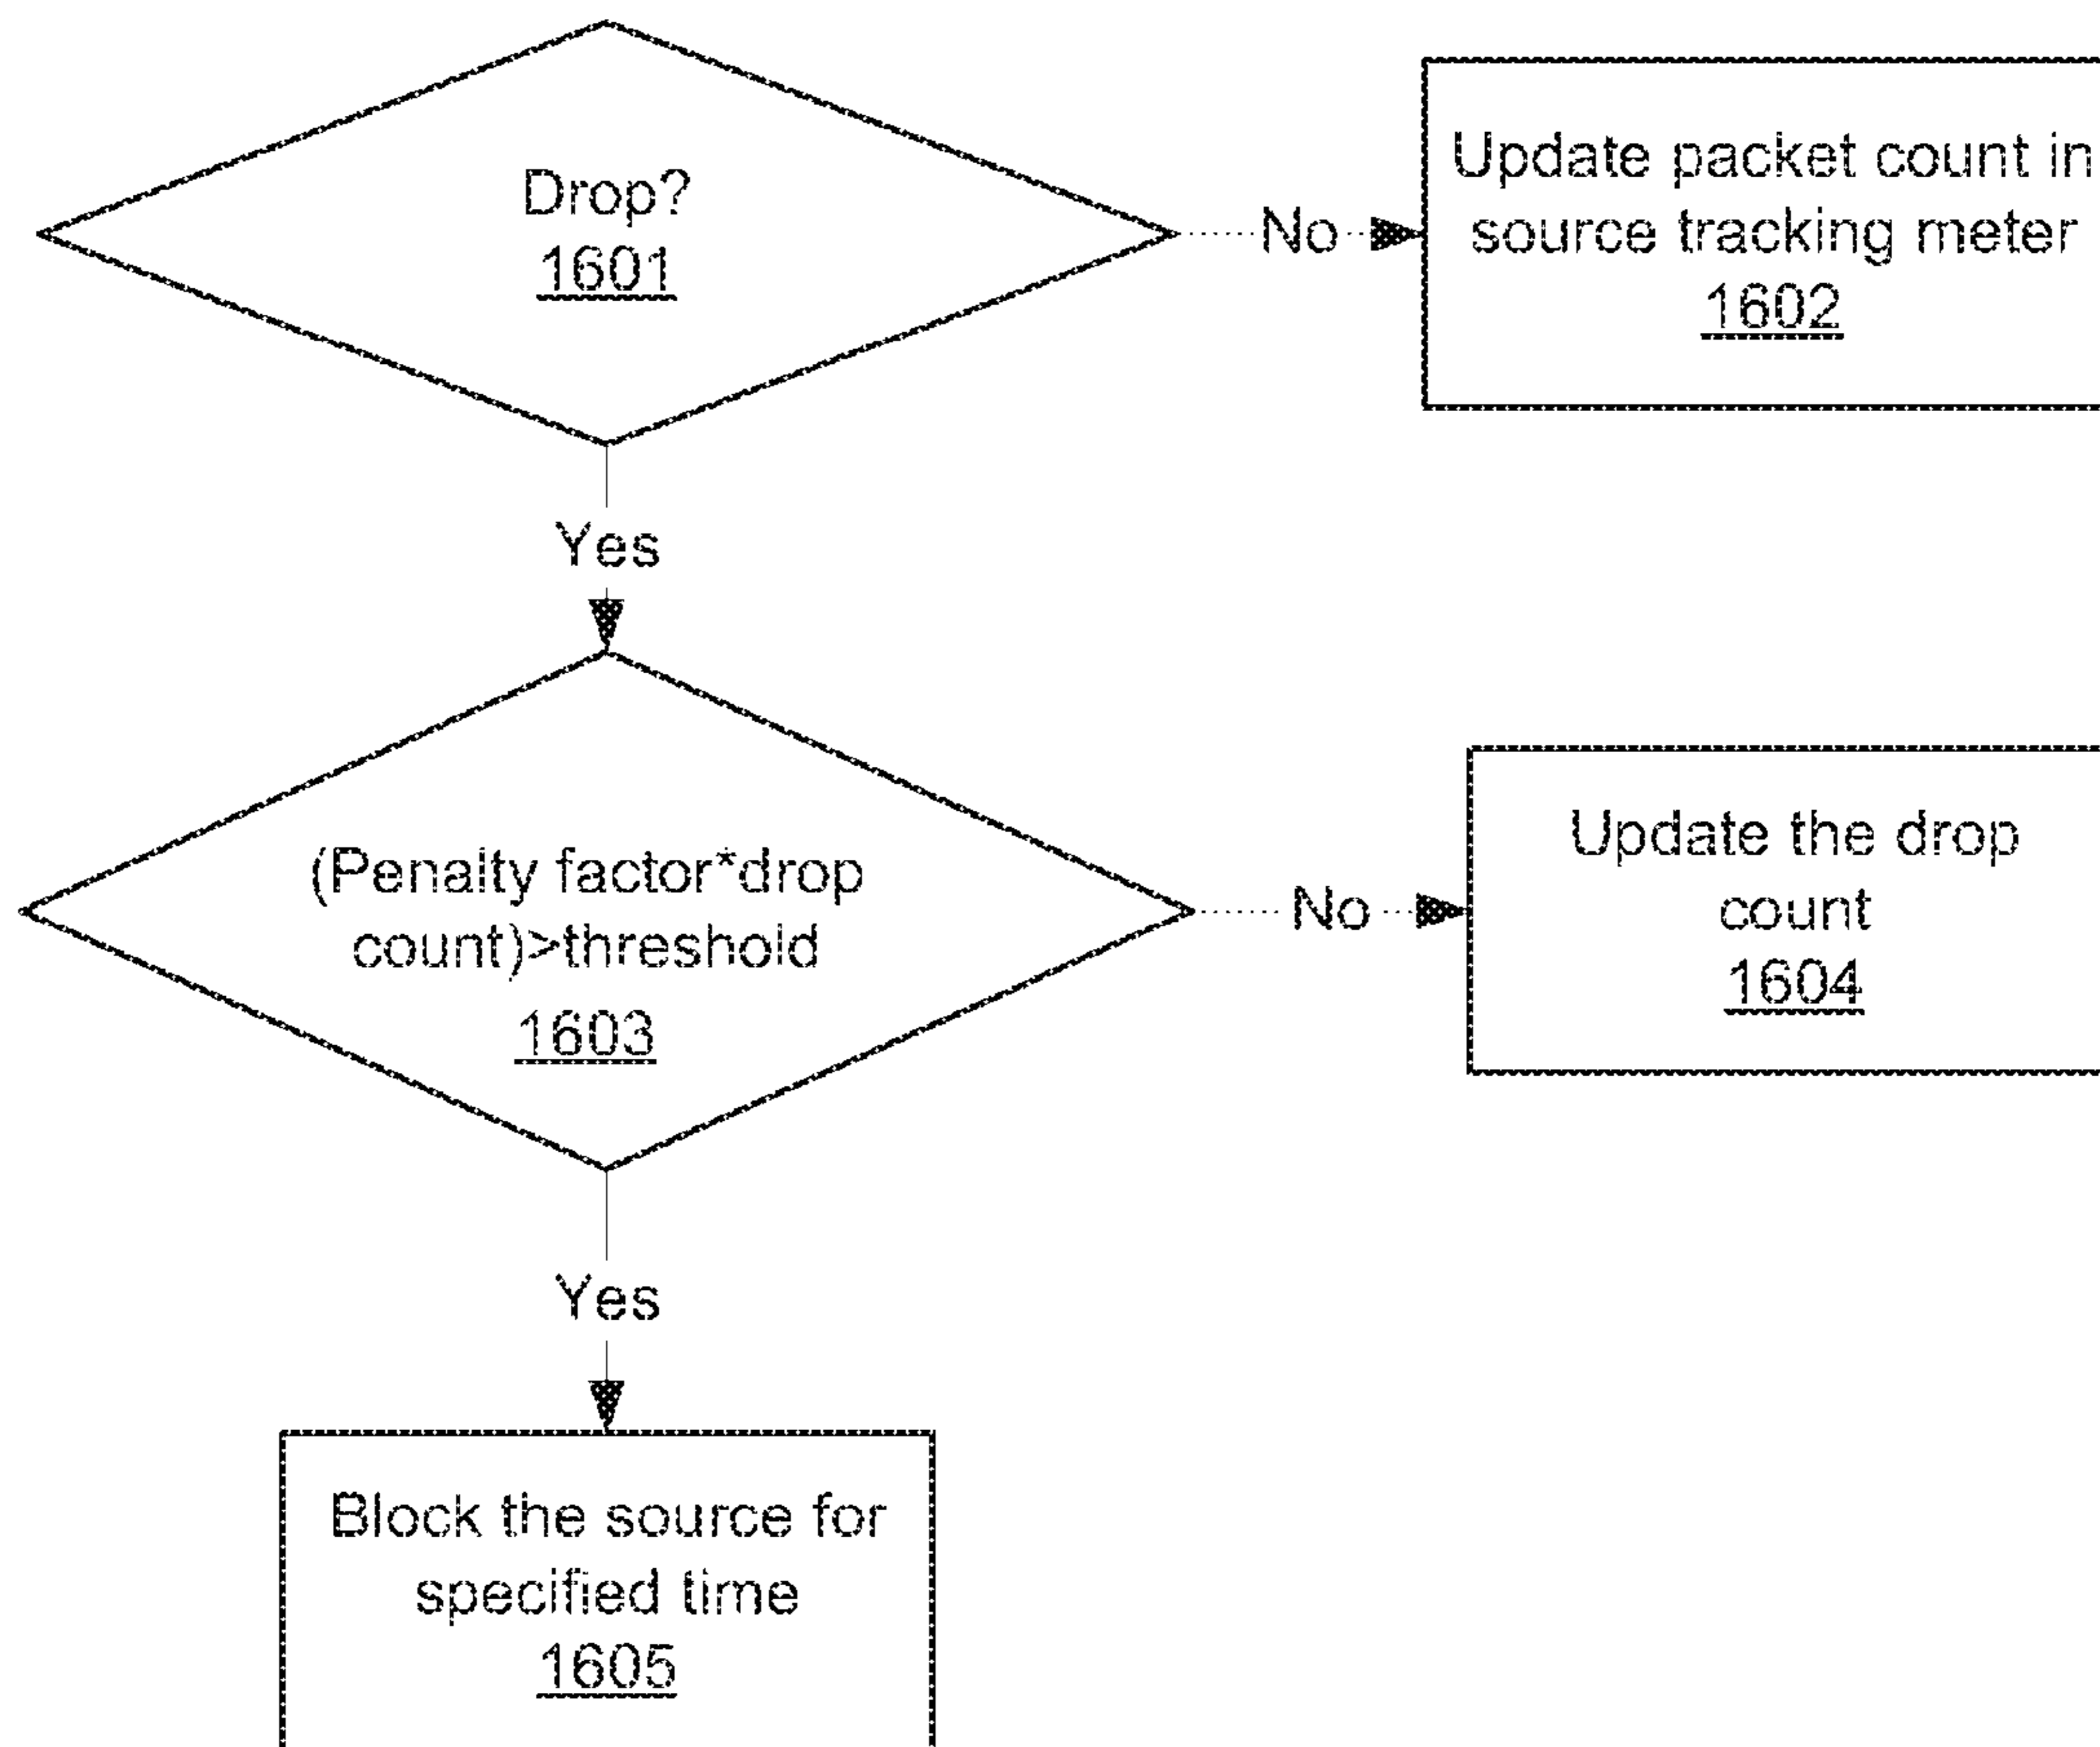 Drop?
1601
No
Update packet count in
source tracking meter
1602
Yes
(Penalty factor*drop
count)>threshold
1603
No
Update the drop
count
1604
Yes
Block the source for
specified time
1605